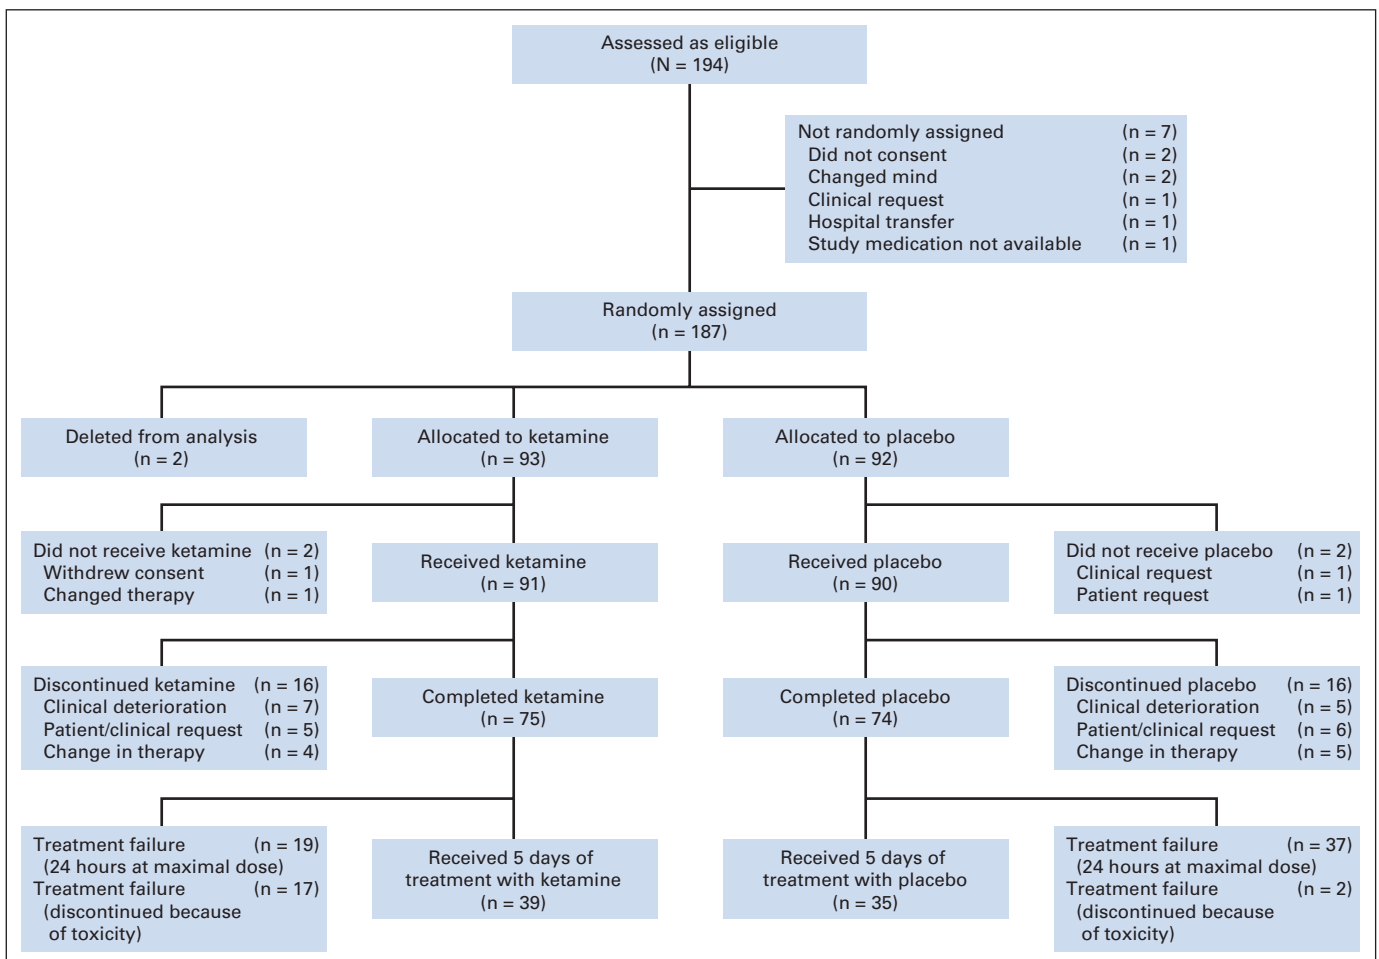 Assessed as eligible
(N = 194)
Not randomly assigned (n = 7)
Did not consent (n = 2)
Changed mind (n = 2)
Clinical request (n = 1)
Hospital transfer (n = 1)
Study medication not available (n = 1)
Randomly assigned
(n = 187)
Deleted from analysis
(n = 2)
Allocated to ketamine
(n = 93)
Allocated to placebo
(n = 92)
Did not receive ketamine (n = 2)
Withdrew consent (n = 1)
Changed therapy (n = 1)
Received ketamine
(n = 91)
Received placebo
(n = 90)
Did not receive placebo (n = 2)
Clinical request (n = 1)
Patient request (n = 1)
Discontinued ketamine (n = 16)
Clinical deterioration (n = 7)
Patient/clinical request (n = 5)
Change in therapy (n = 4)
Completed ketamine
(n = 75)
Completed placebo
(n = 74)
Discontinued placebo (n = 16)
Clinical deterioration (n = 5)
Patient/clinical request (n = 6)
Change in therapy (n = 5)
Treatment failure (n = 19)
(24 hours at maximal dose)
Treatment failure (n = 17)
(discontinued because
of toxicity)
Received 5 days of
treatment with ketamine
(n = 39)
Received 5 days of
treatment with placebo
(n = 35)
Treatment failure (n = 37)
(24 hours at maximal dose)
Treatment failure (n = 2)
(discontinued because
of toxicity)